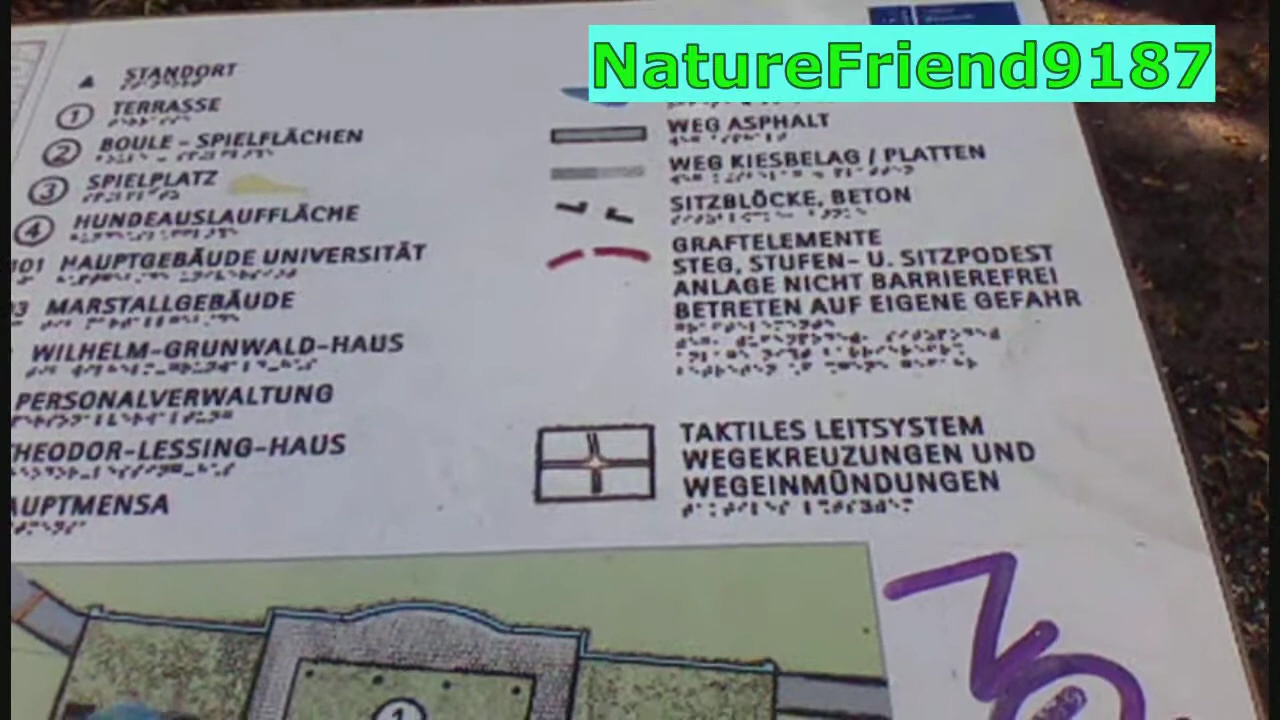 NatureFriend9187
STANDORT
1 TERRASSE
2 BOULE - SPIELFLÄCHEN
3 SPIELPLATZ
4 HUNDEAUSLAUFFLÄCHE
HAUPTGEBÄUDE UNIVERSITÄT
MARSTALLGEBÄUDE
WILHELM-GRUNWALD-HAUS
PERSONALVERWALTUNG
HEODOR-LESSING-HAUS
AUPTMENSA
WEG ASPHALT
WEG KIESBELAG / PLATTEN
SITZBLÖCKE, BETON
GRAFTELEMENTE
STEG, STUFEN- U. SITZPODEST
ANLAGE NICHT BARRIEREFREI
BETRETEN AUF EIGENE GEFAHR
TAKTILES LEITSYSTEM
WEGEKREUZUNGEN UND
WEGEINMÜNDUNGEN
1